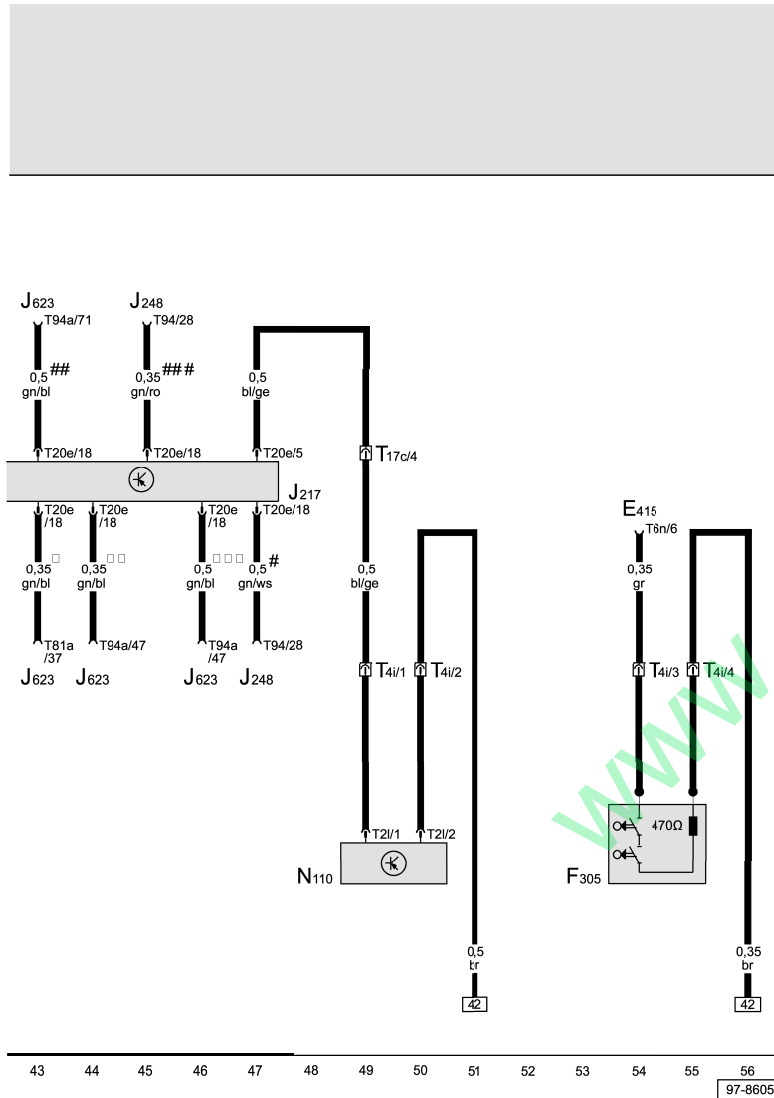 J623 J248
T94a/71 T94/28
0,5 ## 0,35 ### 0,5
gn/bl gn/ro bl/ge
T20e/18 T20e/18 T20e/5 T17c/4
J217
T20e T20e T20e T20e/18
/18 /18 /18
E415
T6n/6
0,35 □ 0,35 □□ 0,5 □□□ 0,5 # 0,5 0,35
gn/bl gn/bl gn/bl gn/ws bl/ge gr
T81a T94a/47 T94a T94/28
/37 /47
J623 J623 J623 J248
T4i/1 T4i/2 T4i/3 T4i/4
WWW
470Ω
T2l/1 T2l/2
N110 F305
0,5 0,35
br br
42 42
43 44 45 46 47 48 49 50 51 52 53 54 55 56
97-8605